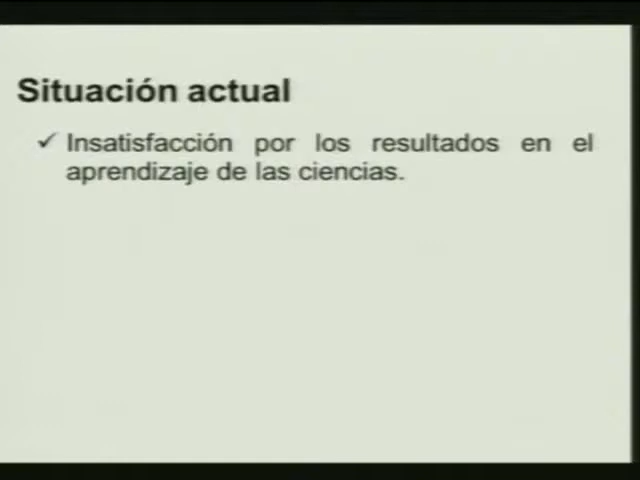 Situación actual
✓ Insatisfacción por los resultados en el
aprendizaje de las ciencias.